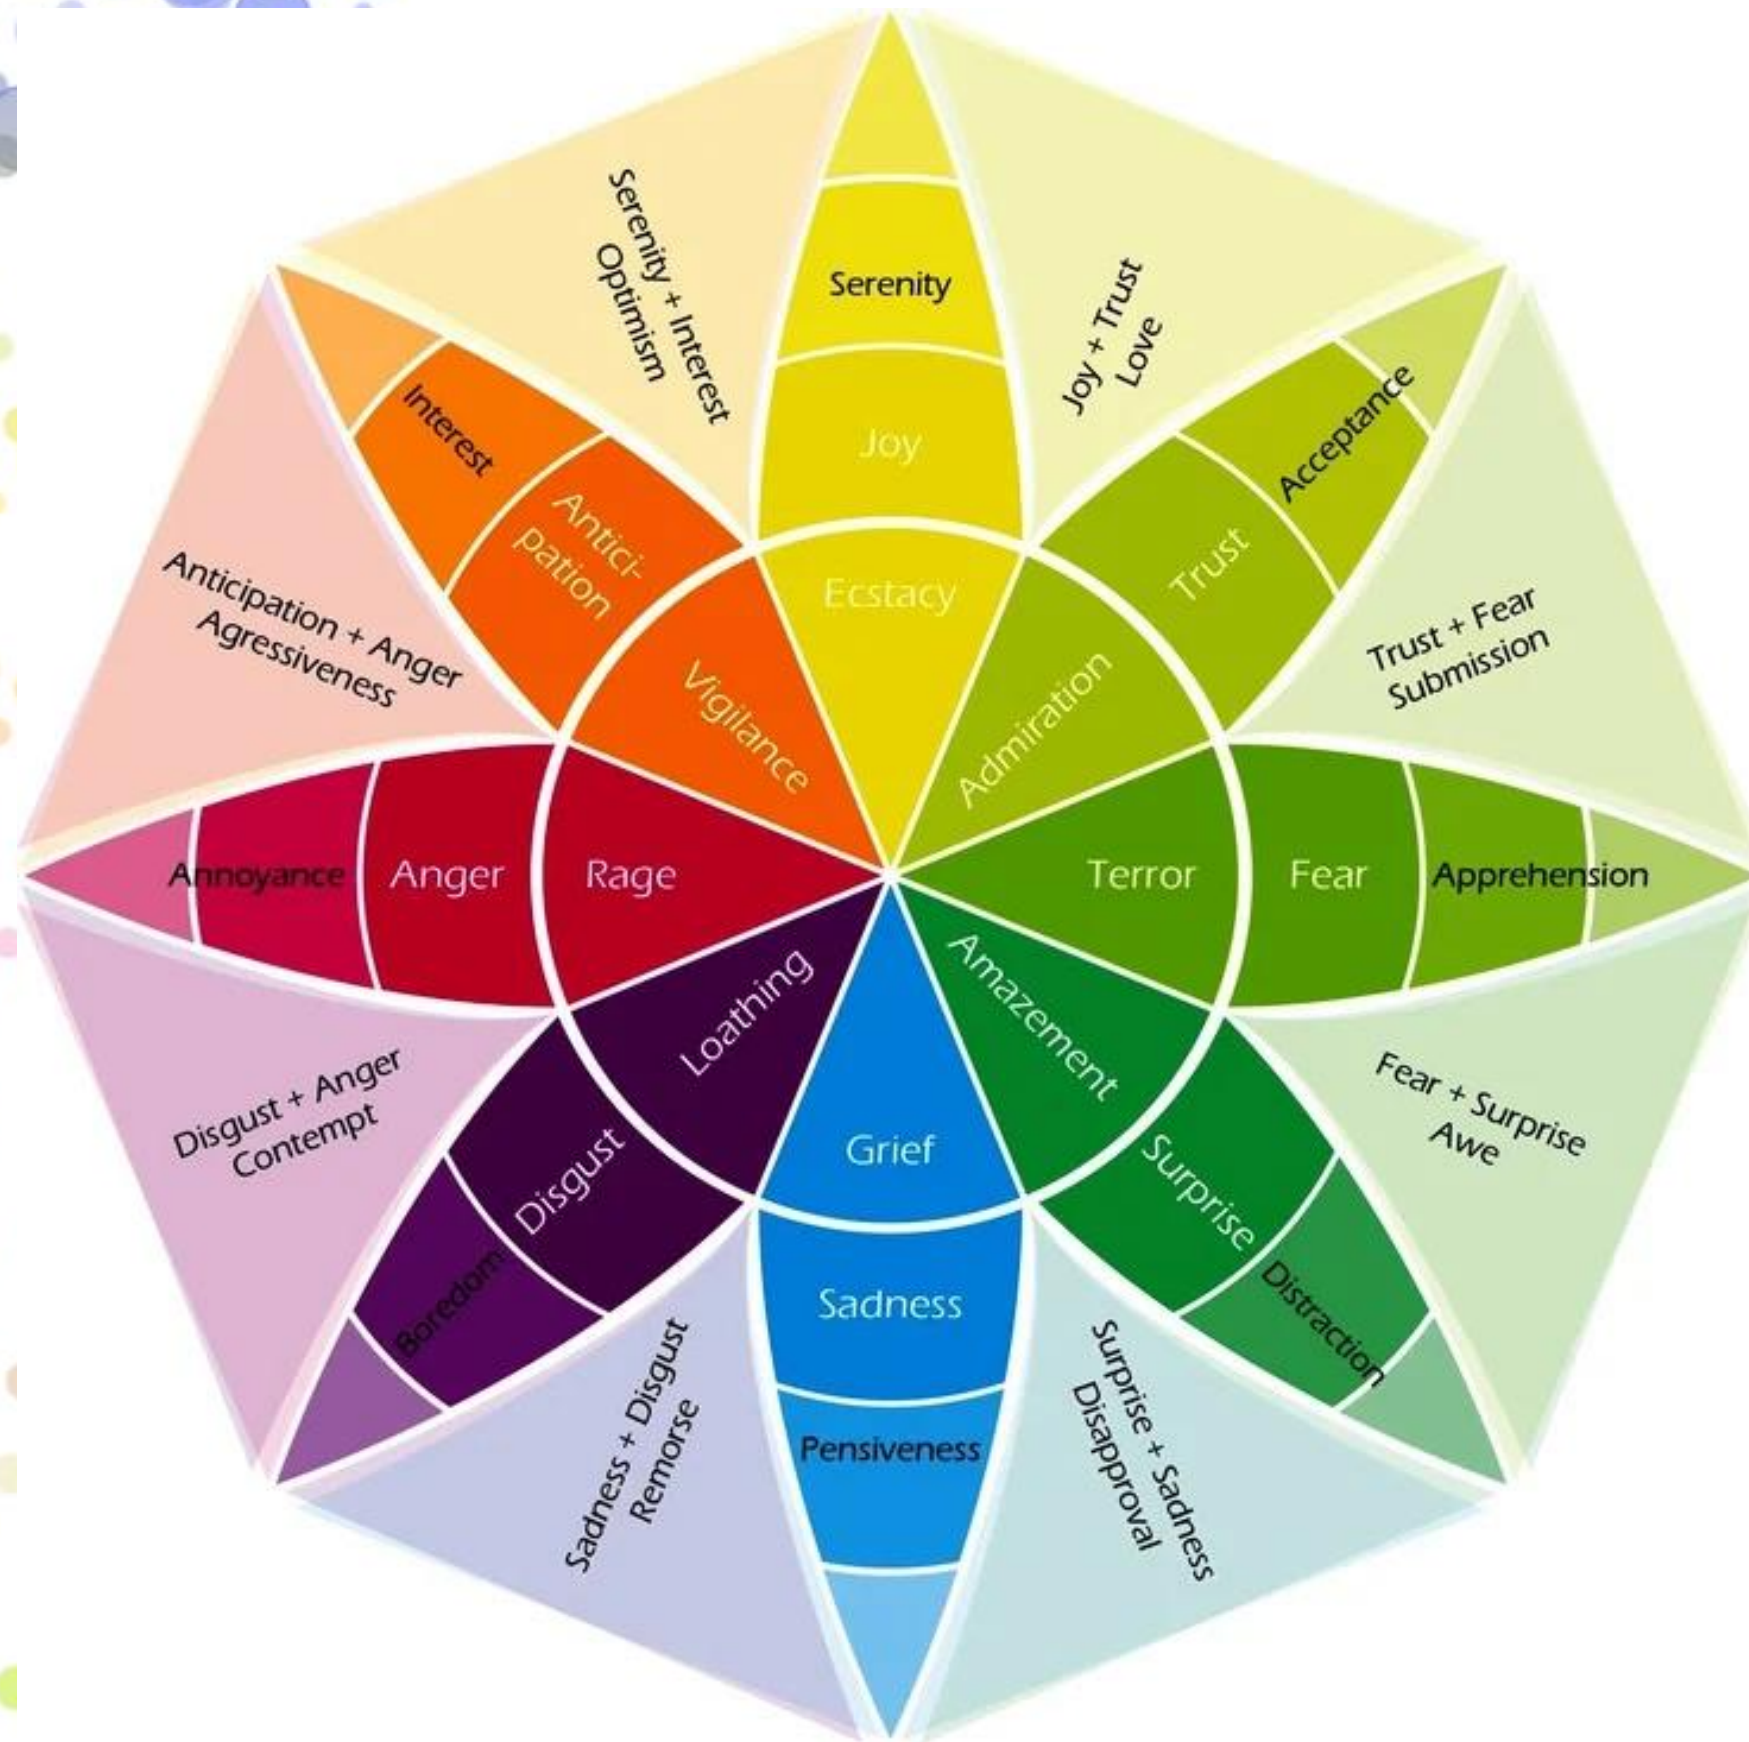 Serenity + Interest
Optimism
Serenity
Joy + Trust
Love
Joy
Ecstacy
Acceptance
Trust
Admiration
Trust + Fear
Submission
Interest
Antici-
pation
Vigilance
Anticipation + Anger
Agressiveness
Annoyance
Anger
Rage
Terror
Fear
Apprehension
Loathing
Disgust
Boredom
Disgust + Anger
Contempt
Grief
Sadness
Pensiveness
Amazement
Surprise
Distraction
Fear + Surprise
Awe
Sadness + Disgust
Remorse
Surprise + Sadness
Disapproval